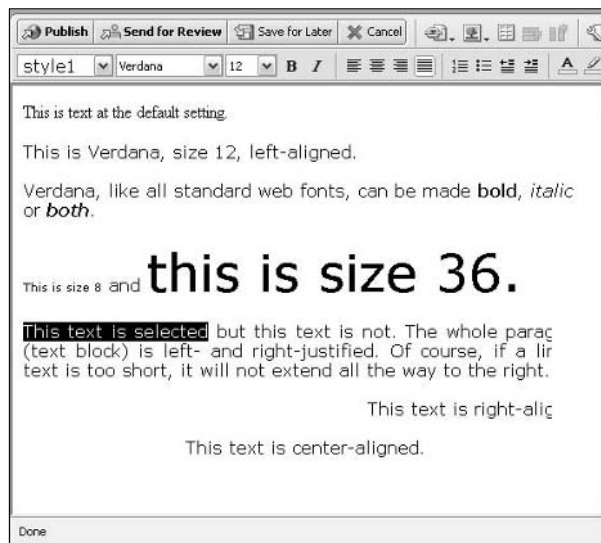 Publish Send for Review Save for Later Cancel
style1 Verdana 12 B I A
This is text at the default setting.
This is Verdana, size 12, left-aligned.
Verdana, like all standard web fonts, can be made bold, italic
or both.
This is size 8 and this is size 36.
This text is selected but this text is not. The whole parag
(text block) is left- and right-justified. Of course, if a lin
text is too short, it will not extend all the way to the right.
This text is right-alig
This text is center-aligned.
Done